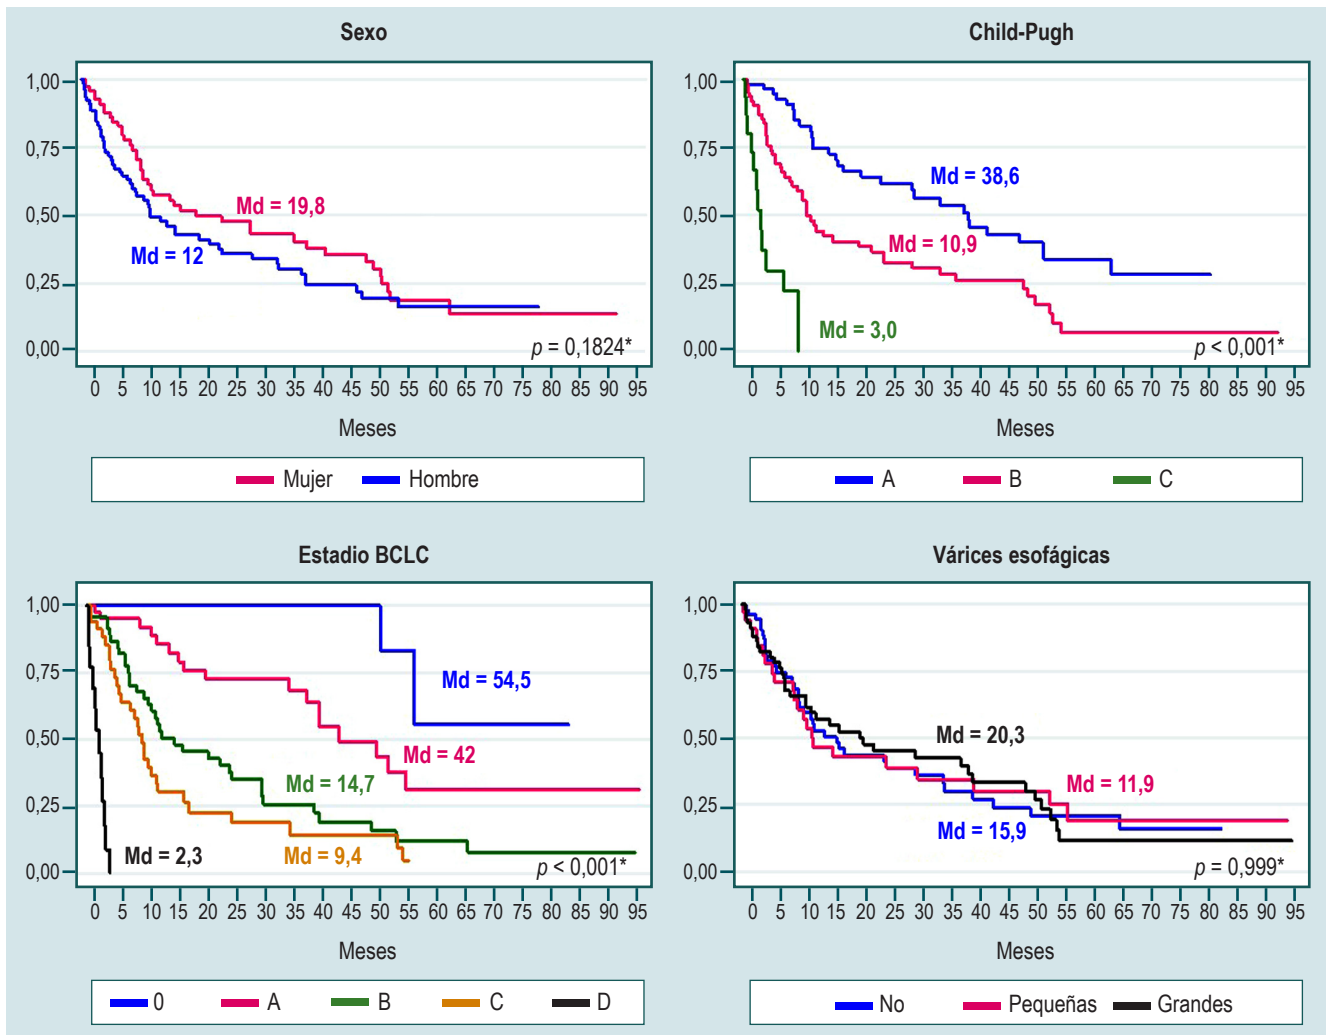 Sexo
1,00
0,75
0,50
0,25
0,00
Md = 19,8
Md = 12
p = 0,1824*
0 5 10 15 20 25 30 35 40 45 50 55 60 65 70 75 80 85 90 95
Meses
Mujer Hombre
Child-Pugh
1,00
0,75
0,50
0,25
0,00
Md = 38,6
Md = 10,9
Md = 3,0
p < 0,001*
0 5 10 15 20 25 30 35 40 45 50 55 60 65 70 75 80 85 90 95
Meses
A B C
Estadio BCLC
1,00
0,75
0,50
0,25
0,00
Md = 54,5
Md = 42
Md = 14,7
Md = 2,3
Md = 9,4
p < 0,001*
0 5 10 15 20 25 30 35 40 45 50 55 60 65 70 75 80 85 90 95
Meses
0 A B C D
Várices esofágicas
1,00
0,75
0,50
0,25
0,00
Md = 20,3
Md = 11,9
Md = 15,9
p = 0,999*
0 5 10 15 20 25 30 35 40 45 50 55 60 65 70 75 80 85 90 95
Meses
No Pequeñas Grandes